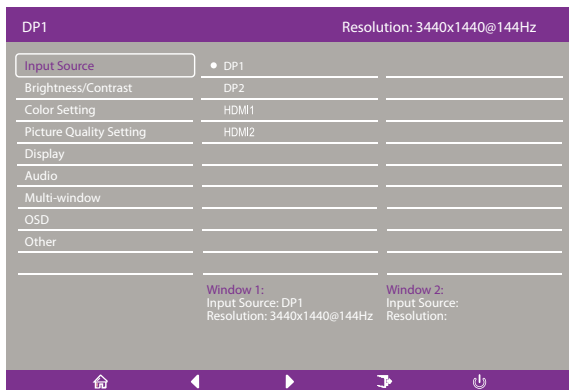 DP1 Resolution: 3440x1440@144Hz
Input Source
Brightness/Contrast
Color Setting
Picture Quality Setting
Display
Audio
Multi-window
OSD
Other
DP1
DP2
HDMI1
HDMI2
Window 1:
Input Source: DP1
Resolution: 3440x1440@144Hz
Window 2:
Input Source:
Resolution: